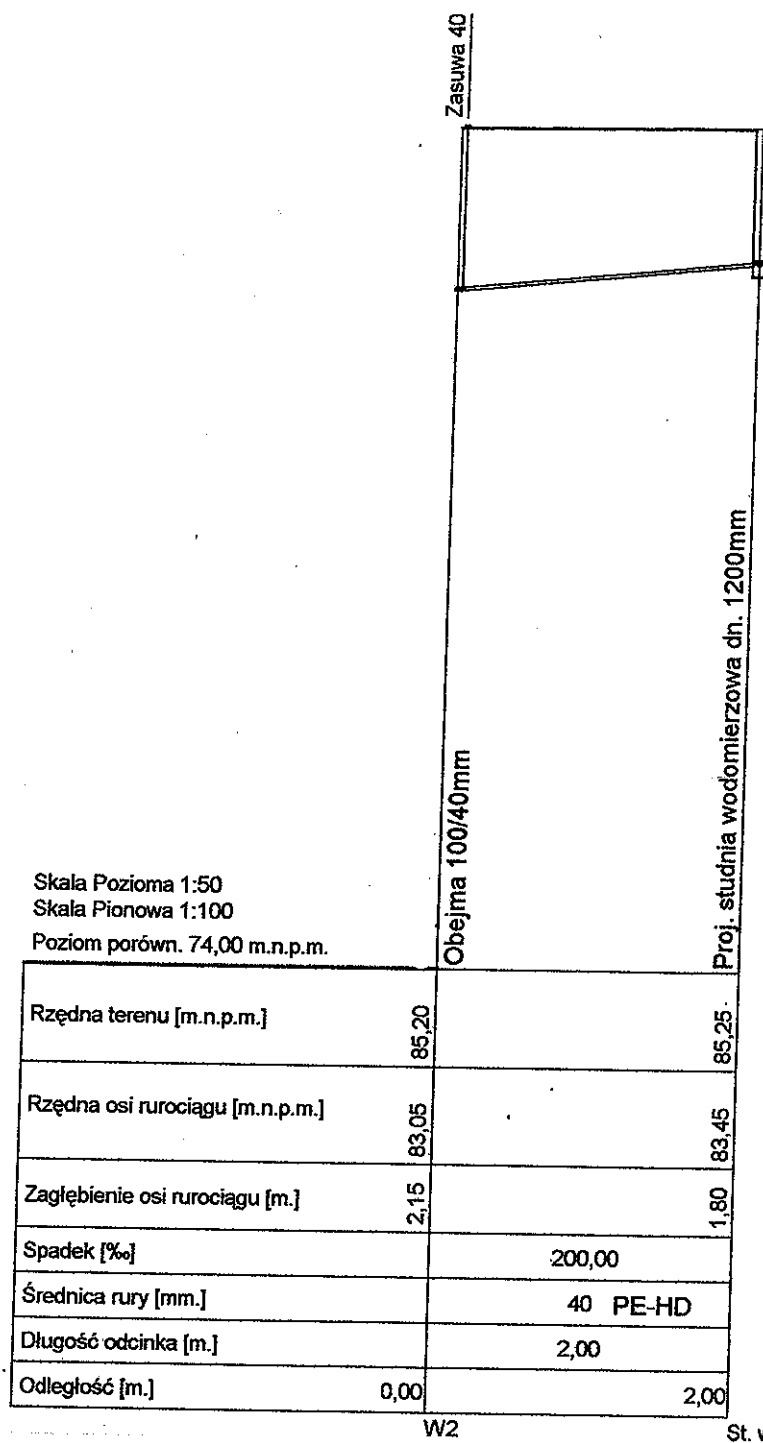 Zasuwa 40
Obejma 100/40mm
Proj. studnia wodomierzowa dn. 1200mm
Skala Pozioma 1:50
Skala Pionowa 1:100
Poziom porówn. 74,00 m.n.p.m.
Rzędna terenu [m.n.p.m.] 85,20 85,25
Rzędna osi rurociągu [m.n.p.m.] 83,05 83,45
Zagłębienie osi rurociągu [m.] 2,15 1,80
Spadek [‰] 200,00
Średnica rury [mm.] 40 PE-HD
Długość odcinka [m.] 2,00
Odległość [m.] 0,00 2,00
W2
St.